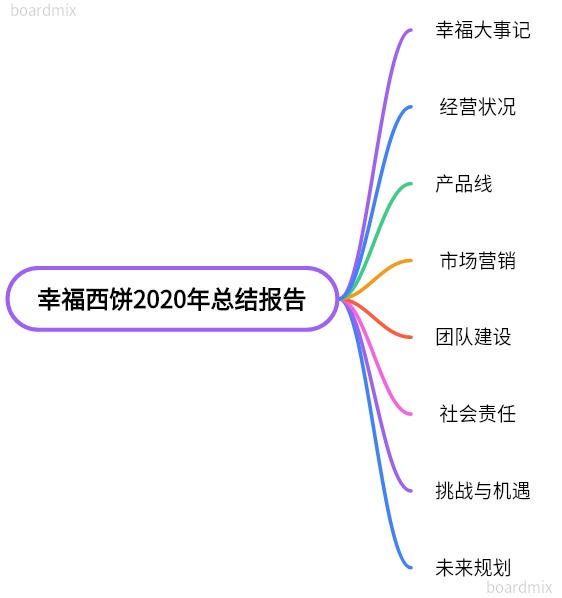 boardmix
幸福大事记
经营状况
产品线
市场营销
幸福西饼2020年总结报告
团队建设
社会责任
挑战与机遇
未来规划
boardmix